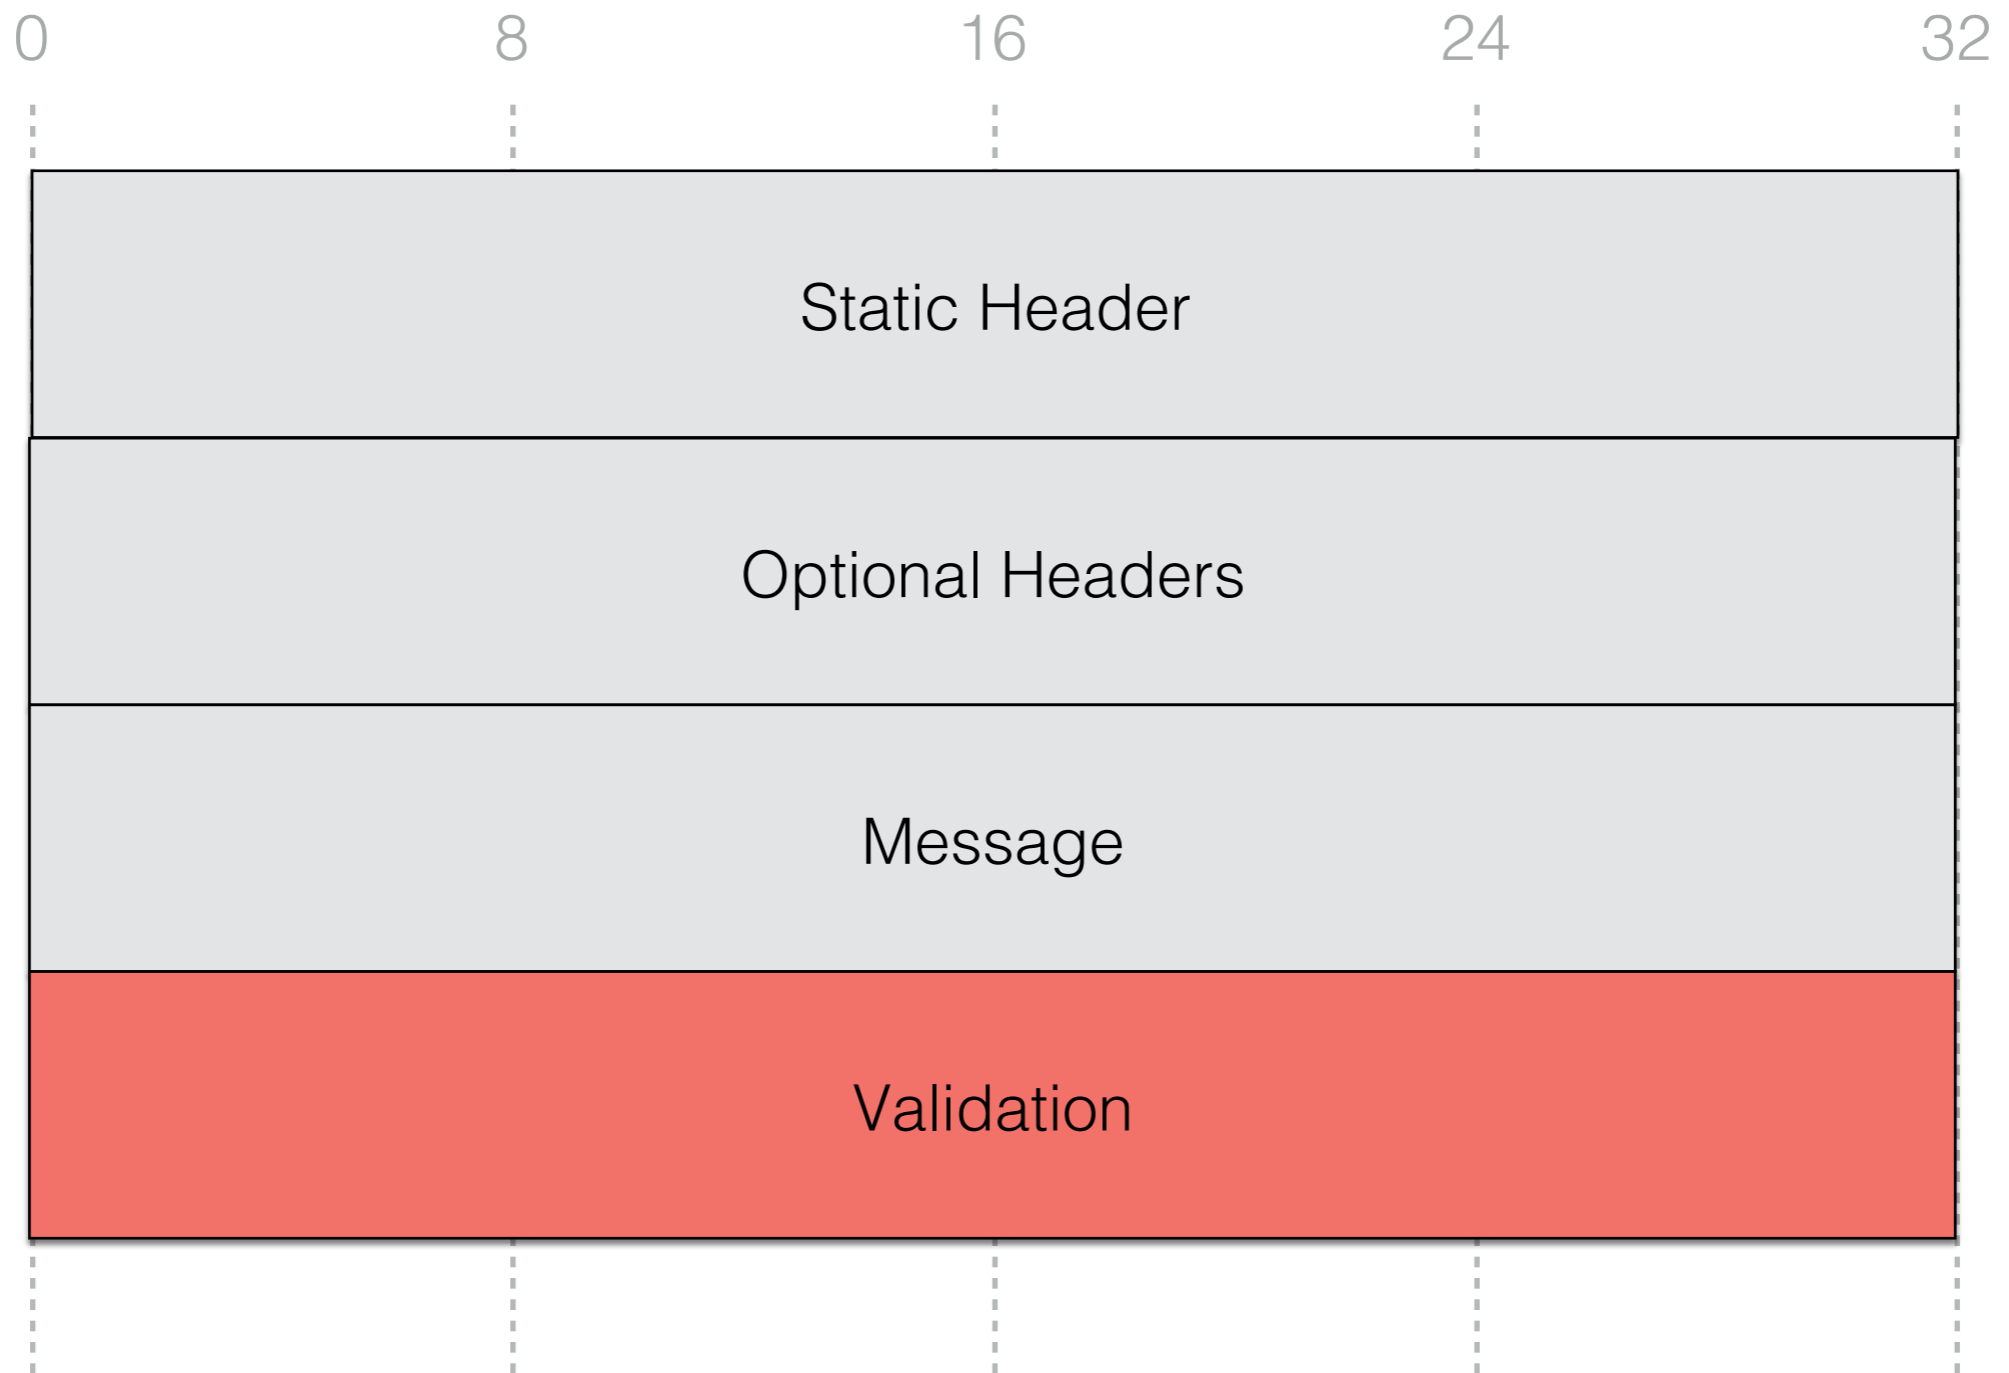 0 8 16 24 32
Static Header
Optional Headers
Message
Validation